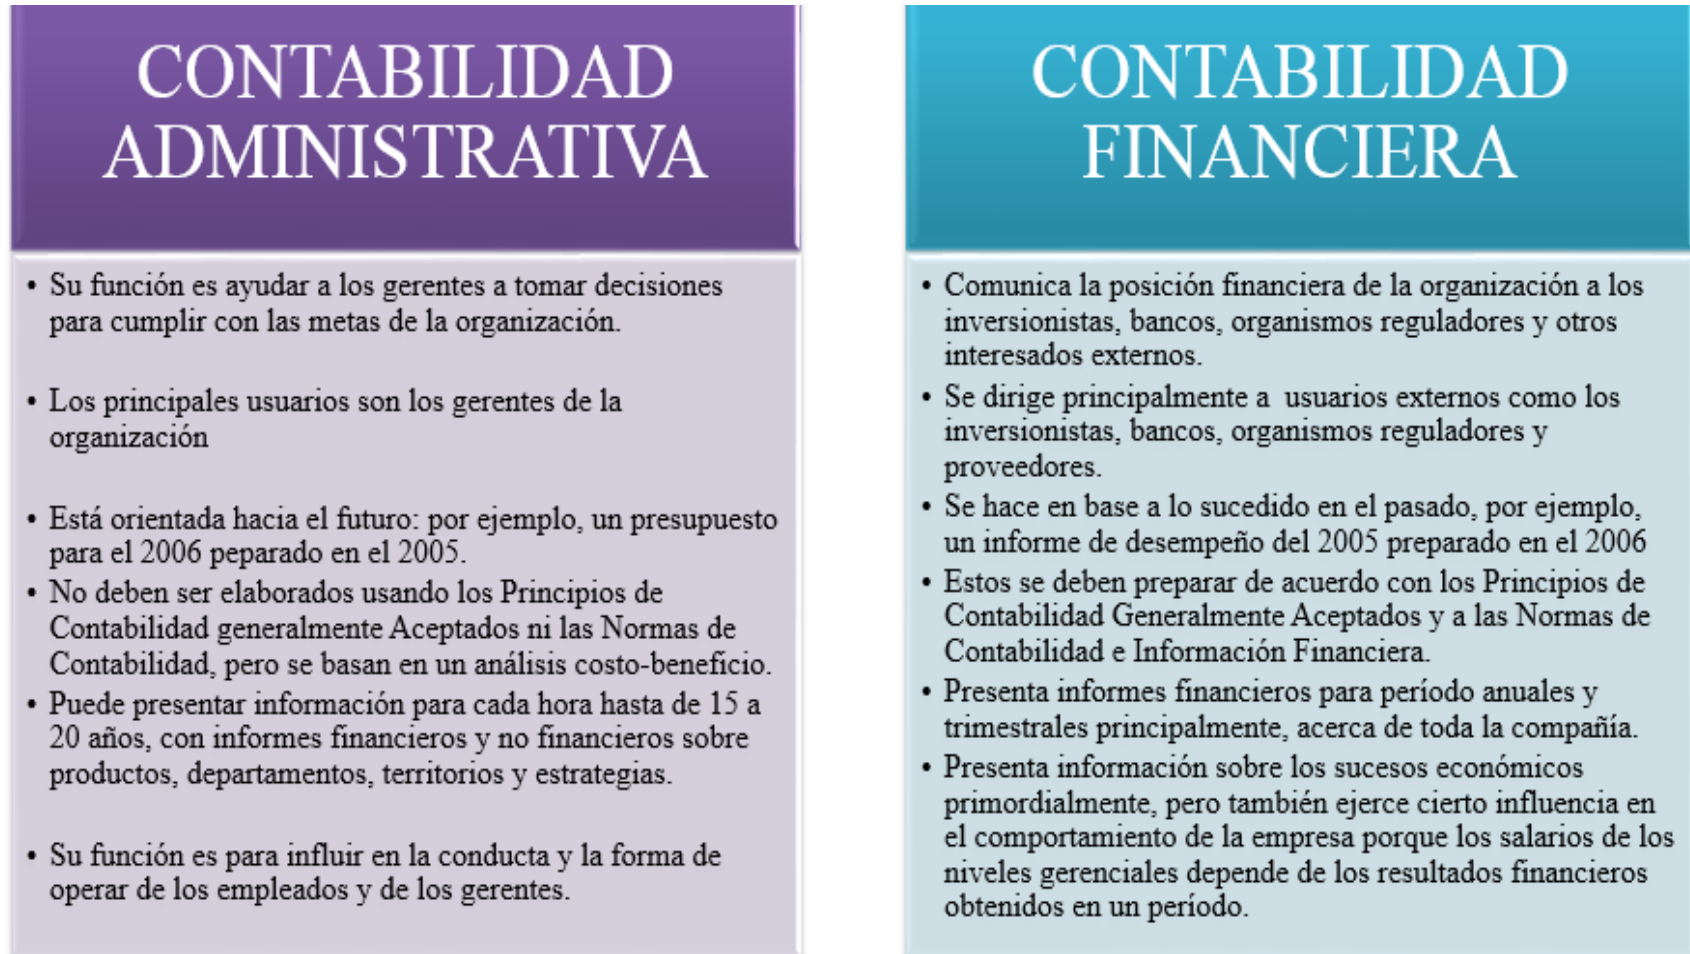 CONTABILIDAD
ADMINISTRATIVA
• Su función es ayudar a los gerentes a tomar decisiones
para cumplir con las metas de la organización.
• Los principales usuarios son los gerentes de la
organización
• Está orientada hacia el futuro: por ejemplo, un presupuesto
para el 2006 peparado en el 2005.
• No deben ser elaborados usando los Principios de
Contabilidad generalmente Aceptados ni las Normas de
Contabilidad, pero se basan en un análisis costo-beneficio.
• Puede presentar información para cada hora hasta de 15 a
20 años, con informes financieros y no financieros sobre
productos, departamentos, territorios y estrategias.
• Su función es para influir en la conducta y la forma de
operar de los empleados y de los gerentes.
CONTABILIDAD
FINANCIERA
• Comunica la posición financiera de la organización a los
inversionistas, bancos, organismos reguladores y otros
interesados externos.
• Se dirige principalmente a usuarios externos como los
inversionistas, bancos, organismos reguladores y
proveedores.
• Se hace en base a lo sucedido en el pasado, por ejemplo,
un informe de desempeño del 2005 preparado en el 2006
• Estos se deben preparar de acuerdo con los Principios de
Contabilidad Generalmente Aceptados y a las Normas de
Contabilidad e Información Financiera.
• Presenta informes financieros para período anuales y
trimestrales principalmente, acerca de toda la compañía.
• Presenta información sobre los sucesos económicos
primordialmente, pero también ejerce cierto influencia en
el comportamiento de la empresa porque los salarios de los
niveles gerenciales depende de los resultados financieros
obtenidos en un período.